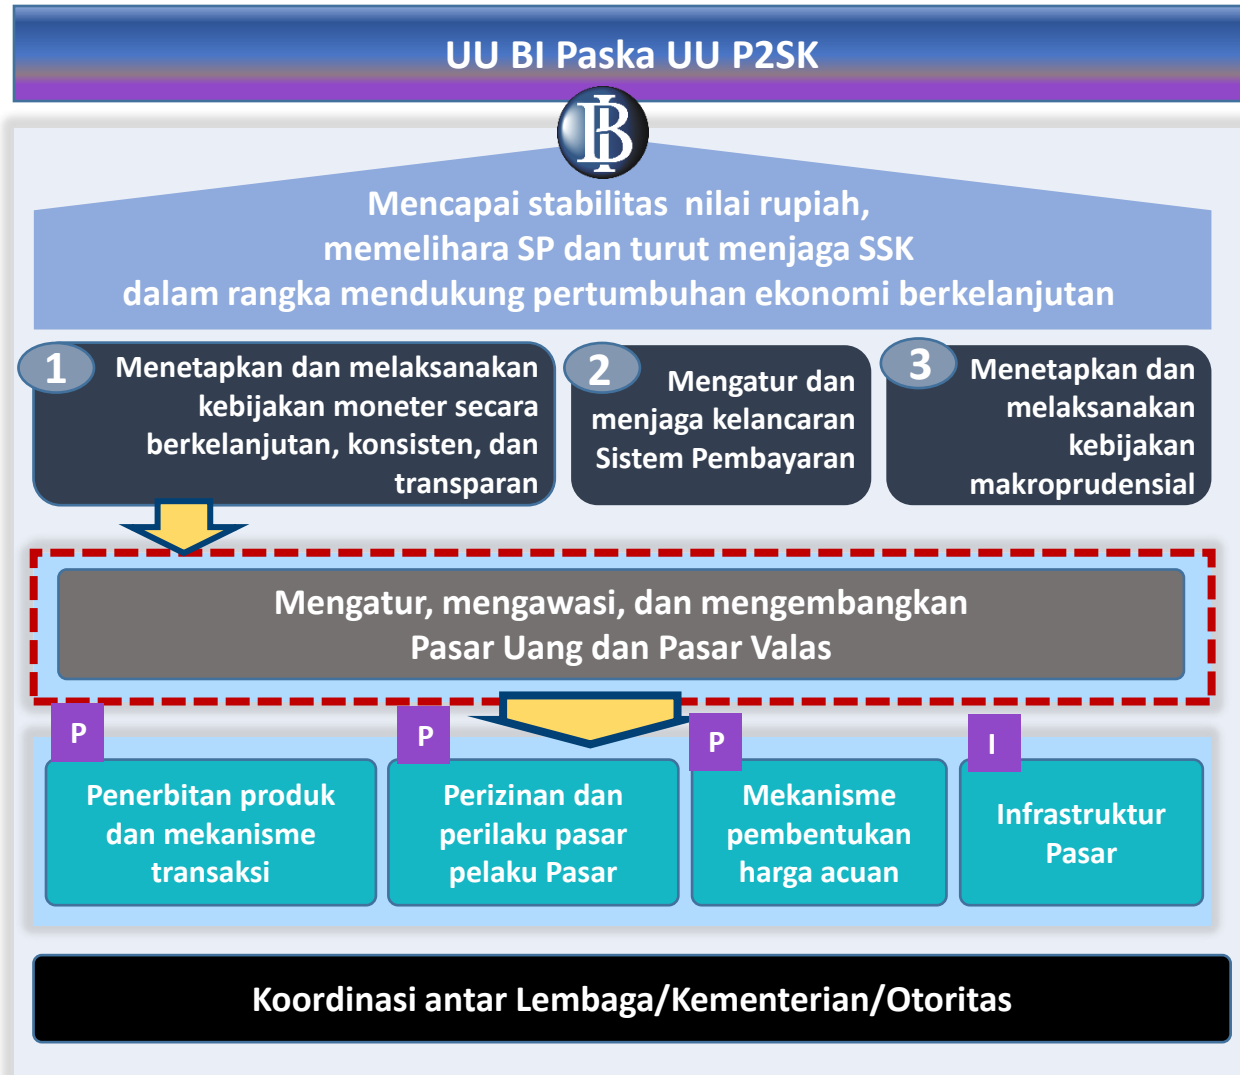 UU BI Paska UU P2SK
BI
Mencapai stabilitas nilai rupiah,
memelihara SP dan turut menjaga SSK
dalam rangka mendukung pertumbuhan ekonomi berkelanjutan
1
Menetapkan dan melaksanakan
kebijakan moneter secara
berkelanjutan, konsisten, dan
transparan
2
Mengatur dan
menjaga kelancaran
Sistem Pembayaran
3
Menetapkan dan
melaksanakan
kebijakan
makroprudensial
Mengatur, mengawasi, dan mengembangkan
Pasar Uang dan Pasar Valas
P
Penerbitan produk
dan mekanisme
transaksi
P
Perizinan dan
perilaku pasar
pelaku Pasar
P
Mekanisme
pembentukan
harga acuan
I
Infrastruktur
Pasar
Koordinasi antar Lembaga/Kementerian/Otoritas